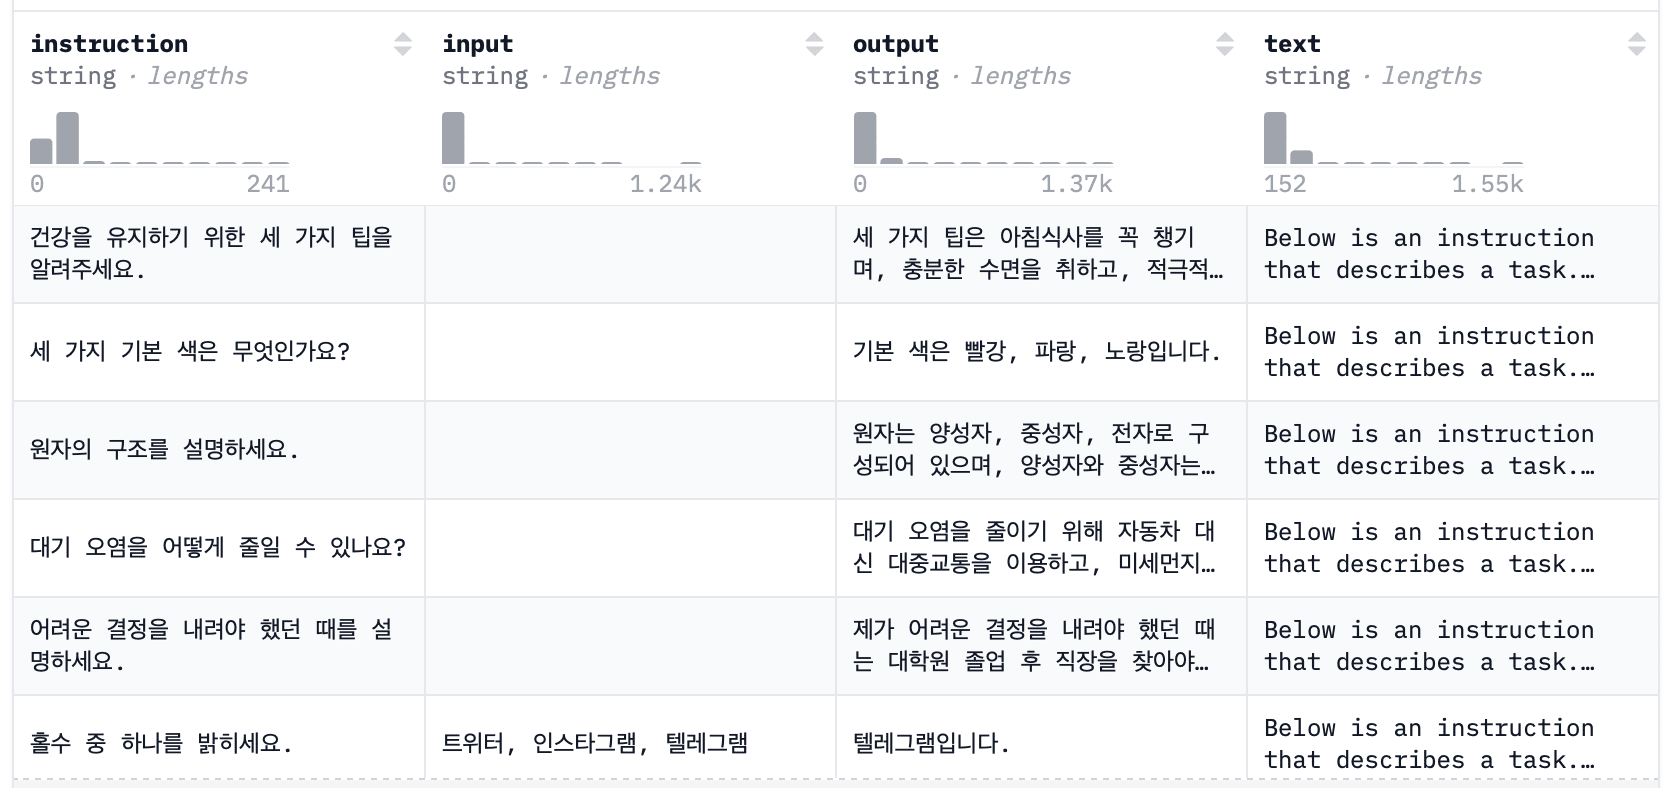 instruction
string · lengths
0 241
input
string · lengths
0 1.24k
output
string · lengths
0 1.37k
text
string · lengths
152 1.55k
건강을 유지하기 위한 세 가지 팁을
알려주세요.
세 가지 팁은 아침식사를 꼭 챙기
며, 충분한 수면을 취하고, 적극적…
Below is an instruction
that describes a task.…
세 가지 기본 색은 무엇인가요?
기본 색은 빨강, 파랑, 노랑입니다.
Below is an instruction
that describes a task.…
원자의 구조를 설명하세요.
원자는 양성자, 중성자, 전자로 구
성되어 있으며, 양성자와 중성자는…
Below is an instruction
that describes a task.…
대기 오염을 어떻게 줄일 수 있나요?
대기 오염을 줄이기 위해 자동차 대
신 대중교통을 이용하고, 미세먼지…
Below is an instruction
that describes a task.…
어려운 결정을 내려야 했던 때를 설
명하세요.
제가 어려운 결정을 내려야 했던 때
는 대학원 졸업 후 직장을 찾아야…
Below is an instruction
that describes a task.…
홀수 중 하나를 밝히세요.
트위터, 인스타그램, 텔레그램
텔레그램입니다.
Below is an instruction
that describes a task.…